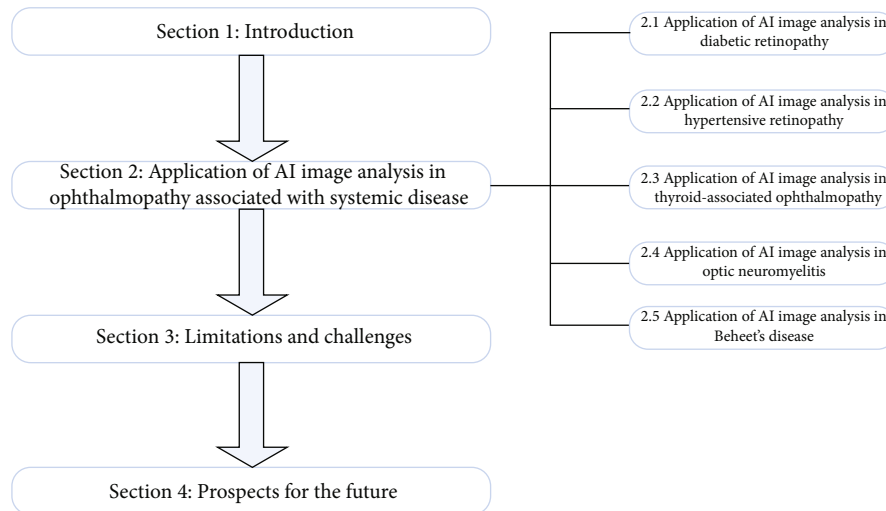 Section 1: Introduction
Section 2: Application of AI image analysis in
ophthalmopathy associated with systemic disease
Section 3: Limitations and challenges
Section 4: Prospects for the future
2.1 Application of AI image analysis in
diabetic retinopathy
2.2 Application of AI image analysis in
hypertensive retinopathy
2.3 Application of AI image analysis in
thyroid-associated ophthalmopathy
2.4 Application of AI image analysis in
optic neuromyelitis
2.5 Application of AI image analysis in
Beheet's disease